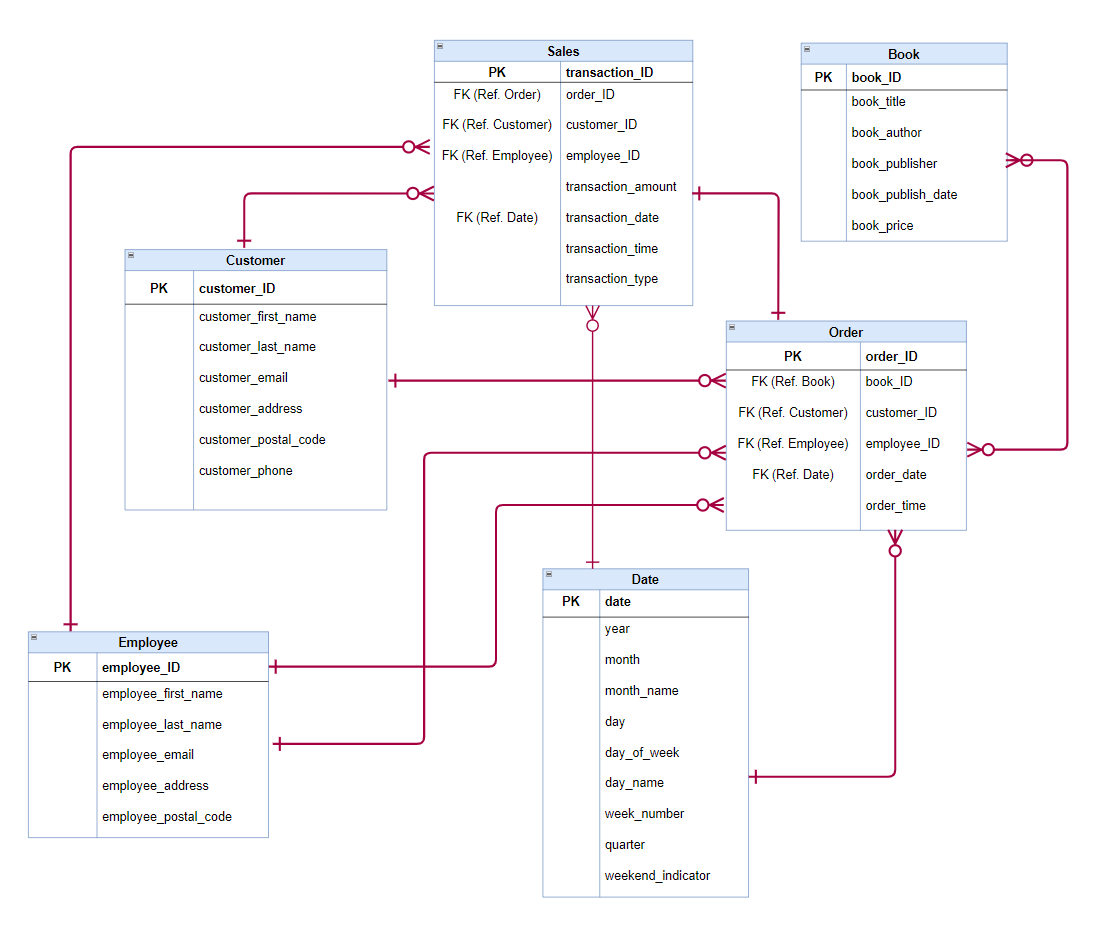 Sales
PK transaction_ID
FK (Ref. Order) order_ID
FK (Ref. Customer) customer_ID
FK (Ref. Employee) employee_ID
transaction_amount
FK (Ref. Date) transaction_date
transaction_time
transaction_type
Book
PK book_ID
book_title
book_author
book_publisher
book_publish_date
book_price
Customer
PK customer_ID
customer_first_name
customer_last_name
customer_email
customer_address
customer_postal_code
customer_phone
Order
PK order_ID
FK (Ref. Book) book_ID
FK (Ref. Customer) customer_ID
FK (Ref. Employee) employee_ID
FK (Ref. Date) order_date
order_time
Employee
PK employee_ID
employee_first_name
employee_last_name
employee_email
employee_address
employee_postal_code
Date
PK date
year
month
month_name
day
day_of_week
day_name
week_number
quarter
weekend_indicator